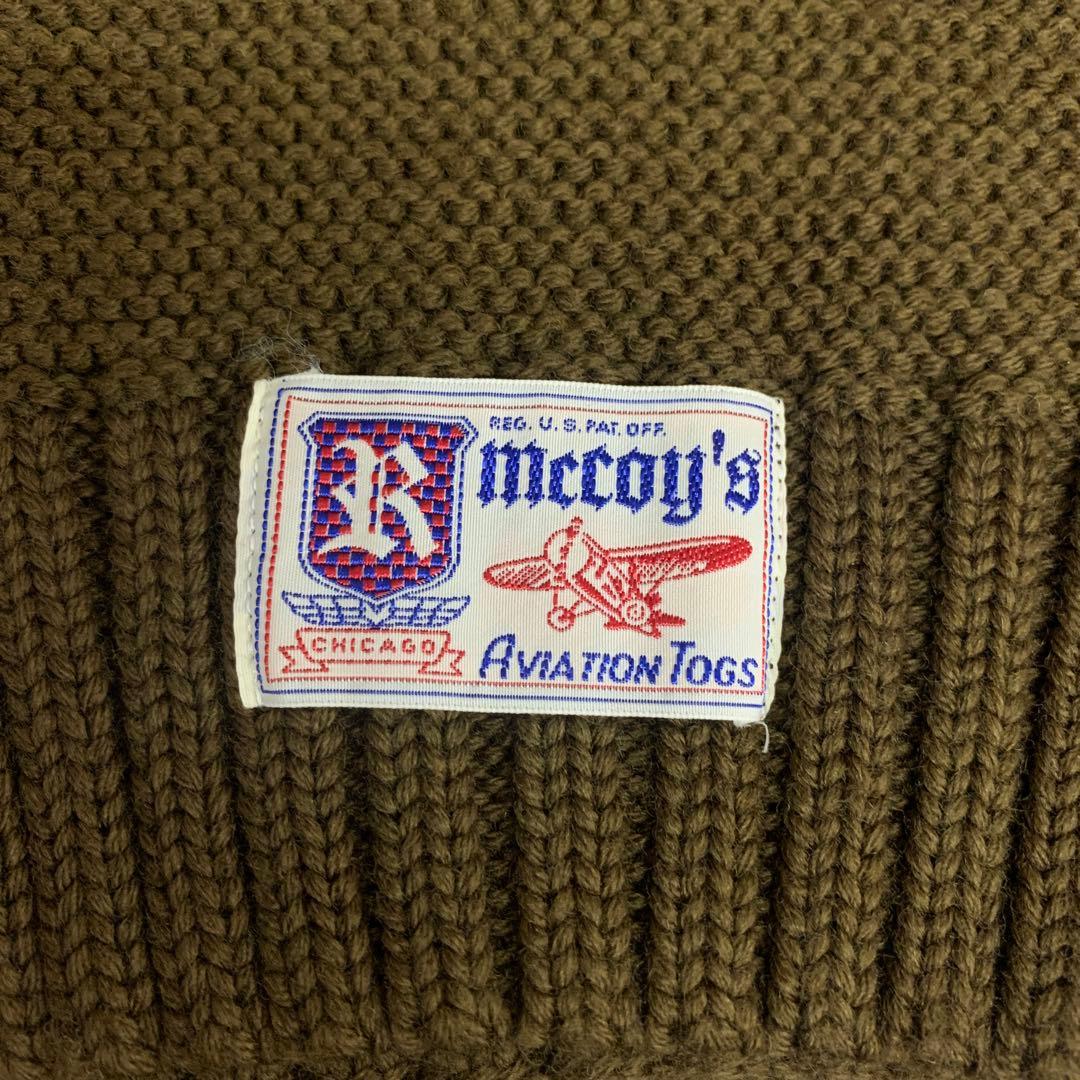 R
CHICAGO
REG. U. S. PAT. OFF.
mccoy's
AVIATION TOGS